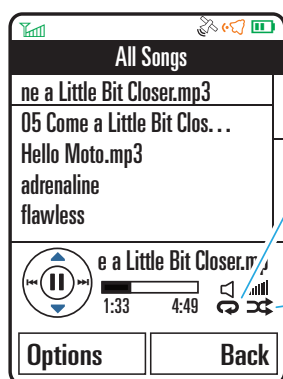 All Songs
ne a Little Bit Closer.mp3
05 Come a Little Bit Clos...
Hello Moto.mp3
adrenaline
flawless
e a Little Bit Closer.mp
1:33 4:49
Options Back